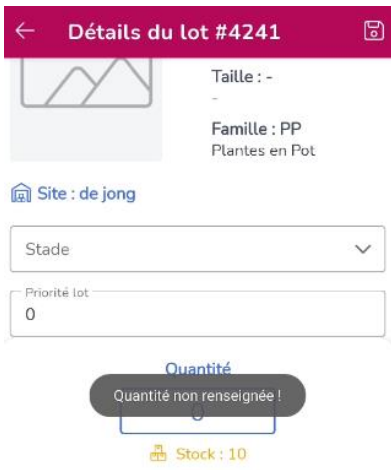 Détails du lot #4241
Taille : -
-
Famille : PP
Plantes en Pot
Site : de jong
Stade
Priorité lot
0
Quantité
Quantité non renseignée !
0
Stock : 10